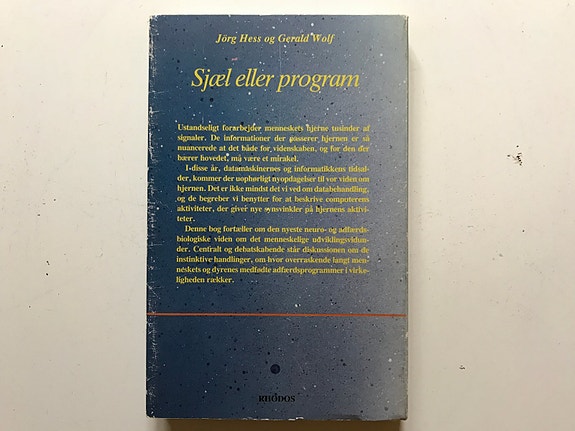 Jörg Hess og Gerald Wolf
Sjæl eller program
Ustandseligt forarbejder menneskets hjerne tusinder af
signaler. De informationer der passerer hjernen er så
nuancerede at det både for videnskaben, og for den der
bærer hovedet, må være et mirakel.
I disse år, datamaskinernes og informatikkens tidsal-
der, kommer der uophørligt nyopdagelser til vor viden om
hjernen. Det er ikke mindst det vi ved om databehandling,
og de begreber vi benytter for at beskrive computerens
aktiviteter, der giver nye synsvinkler på hjernens aktivi-
teter.
Denne bog fortæller om den nyeste neuro- og adfærds-
biologiske viden om det menneskelige udviklingsvidun-
der. Centralt og debatskabende står diskussionen om de
instinktive handlinger, om hvor overraskende langt men-
neskets og dyrenes medfødte adfærdsprogrammer i virke-
ligheden rækker.
RHODOS